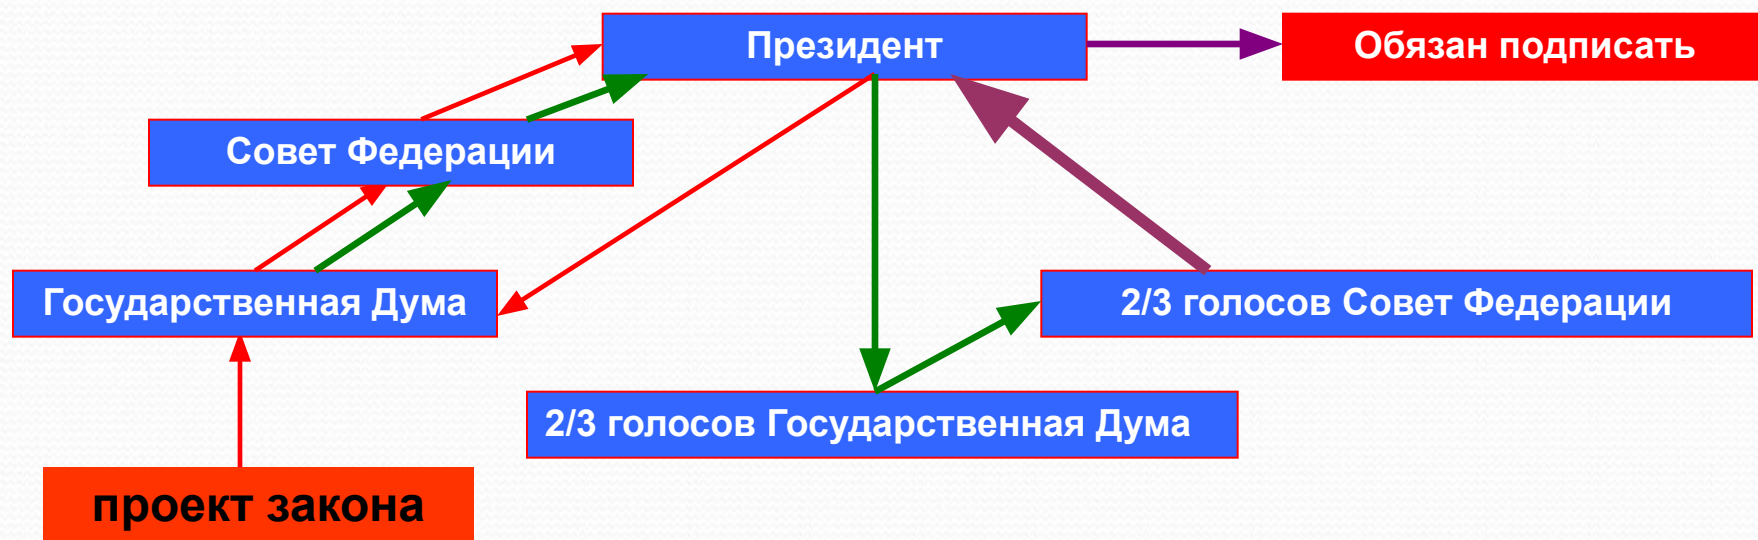 Президент
Обязан подписать
Совет Федерации
Государственная Дума
2/3 голосов Совет Федерации
2/3 голосов Государственная Дума
проект закона